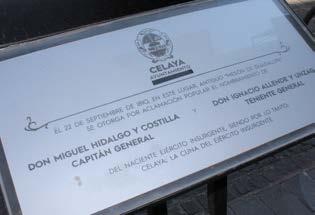 CELAYA
AYUNTAMIENTO
EL 22 DE SEPTIEMBRE DE 1810, EN ESTE LUGAR, ANTIGUO "MESÓN DE GUADALUPE"
SE OTORGA POR ACLAMACIÓN POPULAR EL NOMBRAMIENTO DE
DON MIGUEL HIDALGO Y COSTILLA
CAPITÁN GENERAL
Y
DON IGNACIO ALLENDE Y UNZAGA
TENIENTE GENERAL
DEL NACIENTE EJÉRCITO INSURGENTE, SIENDO POR LO TANTO,
CELAYA, LA CUNA DEL EJÉRCITO INSURGENTE.